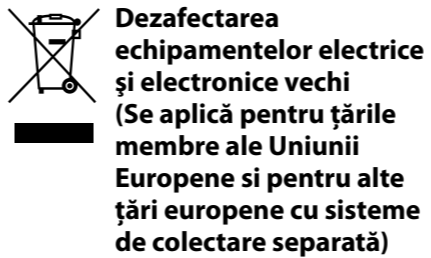 Dezafectarea
echipamentelor electrice
şi electronice vechi
(Se aplică pentru ţările
membre ale Uniunii
Europene si pentru alte
ţări europene cu sisteme
de colectare separată)